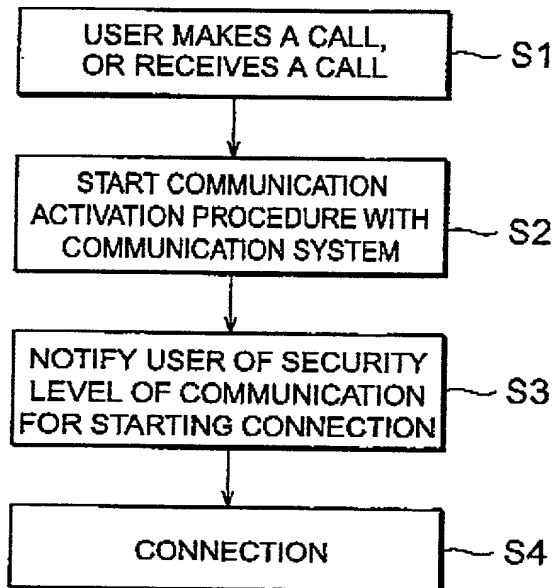 USER MAKES A CALL,
OR RECEIVES A CALL
S1
START COMMUNICATION
ACTIVATION PROCEDURE WITH
COMMUNICATION SYSTEM
S2
NOTIFY USER OF SECURITY
LEVEL OF COMMUNICATION
FOR STARTING CONNECTION
S3
CONNECTION
S4